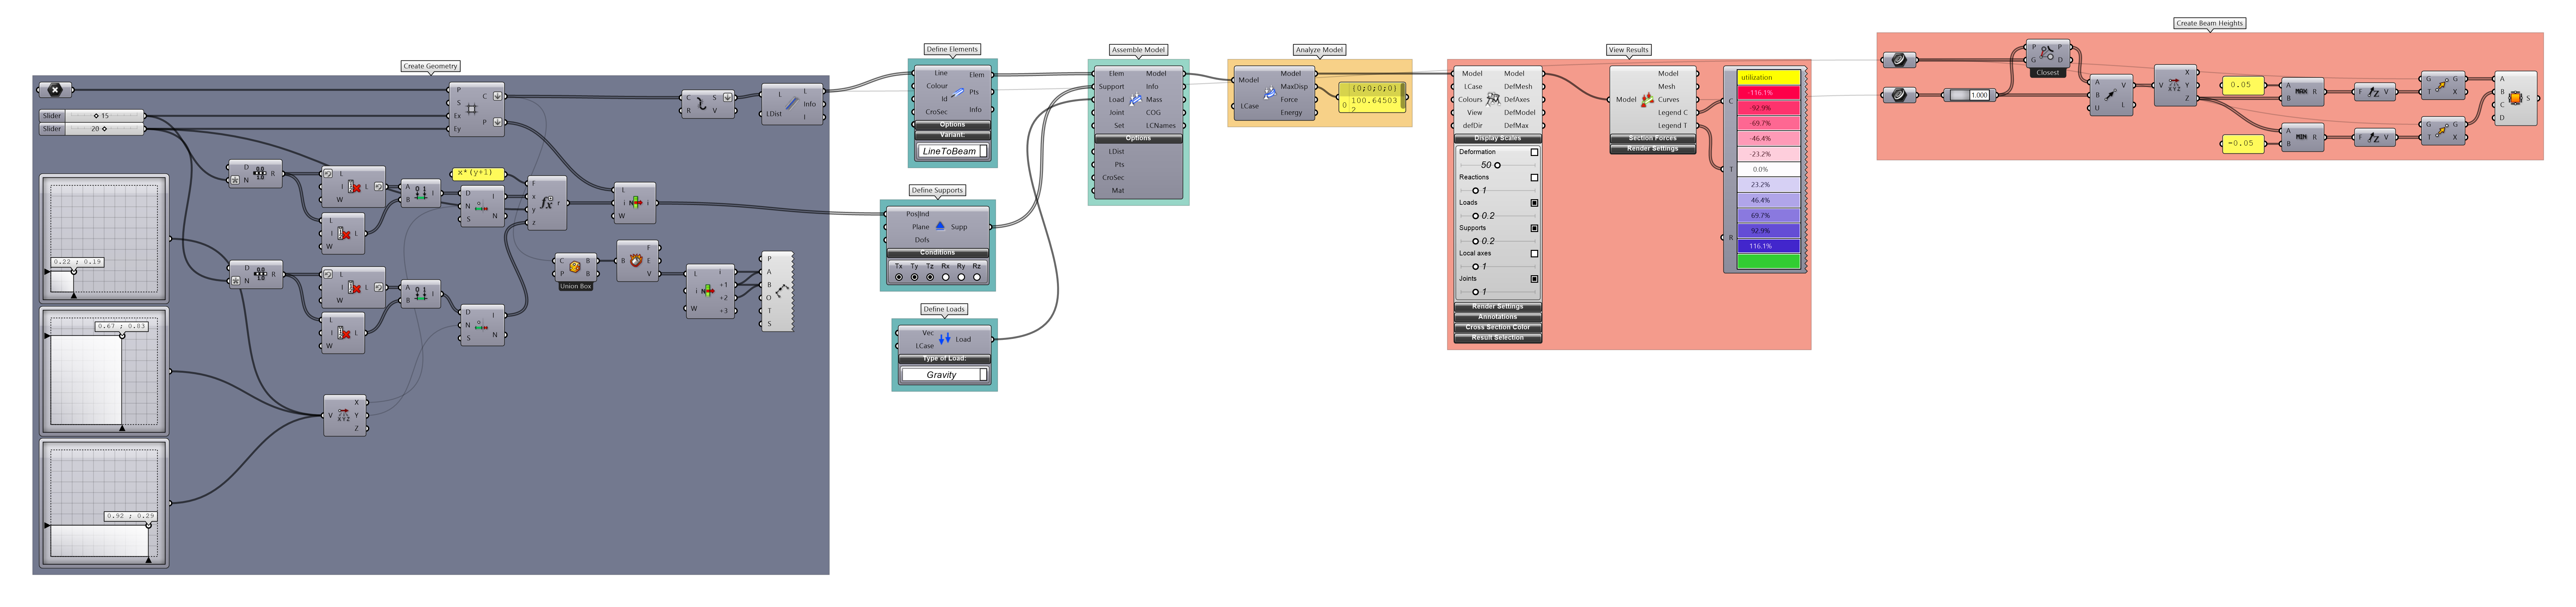 Create Geometry
Slider
15
Slider
20
P
S
Ex
Ey
C
P
C
R
S
V
L
LDist
L
Info
I
D
N
R
L
I
W
L
L
I
W
L
A
B
I
x*(y+1)
D
N
S
I
N
F
x
y
z
r
L
i
W
i
0.22 ; 0.19
D
N
R
L
I
W
L
L
I
W
L
A
B
I
D
N
S
I
N
C
P
B
B
Union Box
B
F
E
V
L
i
W
i
+1
+2
+3
P
A
B
O
T
S
0.67 ; 0.83
V
X
Y
Z
0.92 ; 0.29
Define Elements
Line
Colour
Id
CroSec
Elem
Pts
Info
Options
Variant:
LineToBeam
Define Supports
Pos|Ind
Plane
Dofs
Supp
Conditions
Tx Ty Tz Rx Ry Rz
Define Loads
Vec
LCase
Load
Type of Load:
Gravity
Assemble Model
Elem
Support
Load
Joint
Set
Model
Info
Mass
COG
LCNames
Options
LDist
Pts
CroSec
Mat
Analyze Model
Model
LCase
Model
MaxDisp
Force
Energy
{0;0;0;0}
0
100.64503
2
View Results
Model
LCase
Colours
View
defDir
Model
DefMesh
DefAxes
DefModel
DefMax
Display Scales
Deformation
50
Reactions
1
Loads
0.2
Supports
0.2
Local axes
1
Joints
1
Render Settings
Annotations
Cross Section Color
Result Selection
Model
Model
Mesh
Curves
Legend C
Legend T
Section Forces
Render Settings
C
T
R
utilization
-116.1%
-92.9%
-69.7%
-46.4%
-23.2%
0.0%
23.2%
46.4%
69.7%
92.9%
116.1%
Create Beam Heights
1.000
P
G
P
D
Closest
A
B
U
V
L
V
X
Y
Z
0.05
-0.05
A
B
MAX
R
A
B
MIN
R
F
Z
V
F
Z
V
G
T
G
X
G
T
G
X
A
B
C
D
S